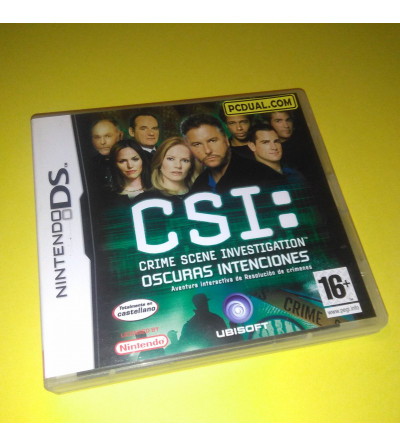 PCDUAL.COM
NINTENDO DS
CSI:
CRIME SCENE INVESTIGATION
OSCURAS INTENCIONES
Aventura interactiva de Resolución de crímenes
Totalmente en
castellano
Nintendo
UBISOFT
CRIME
16+
www.pegi.info